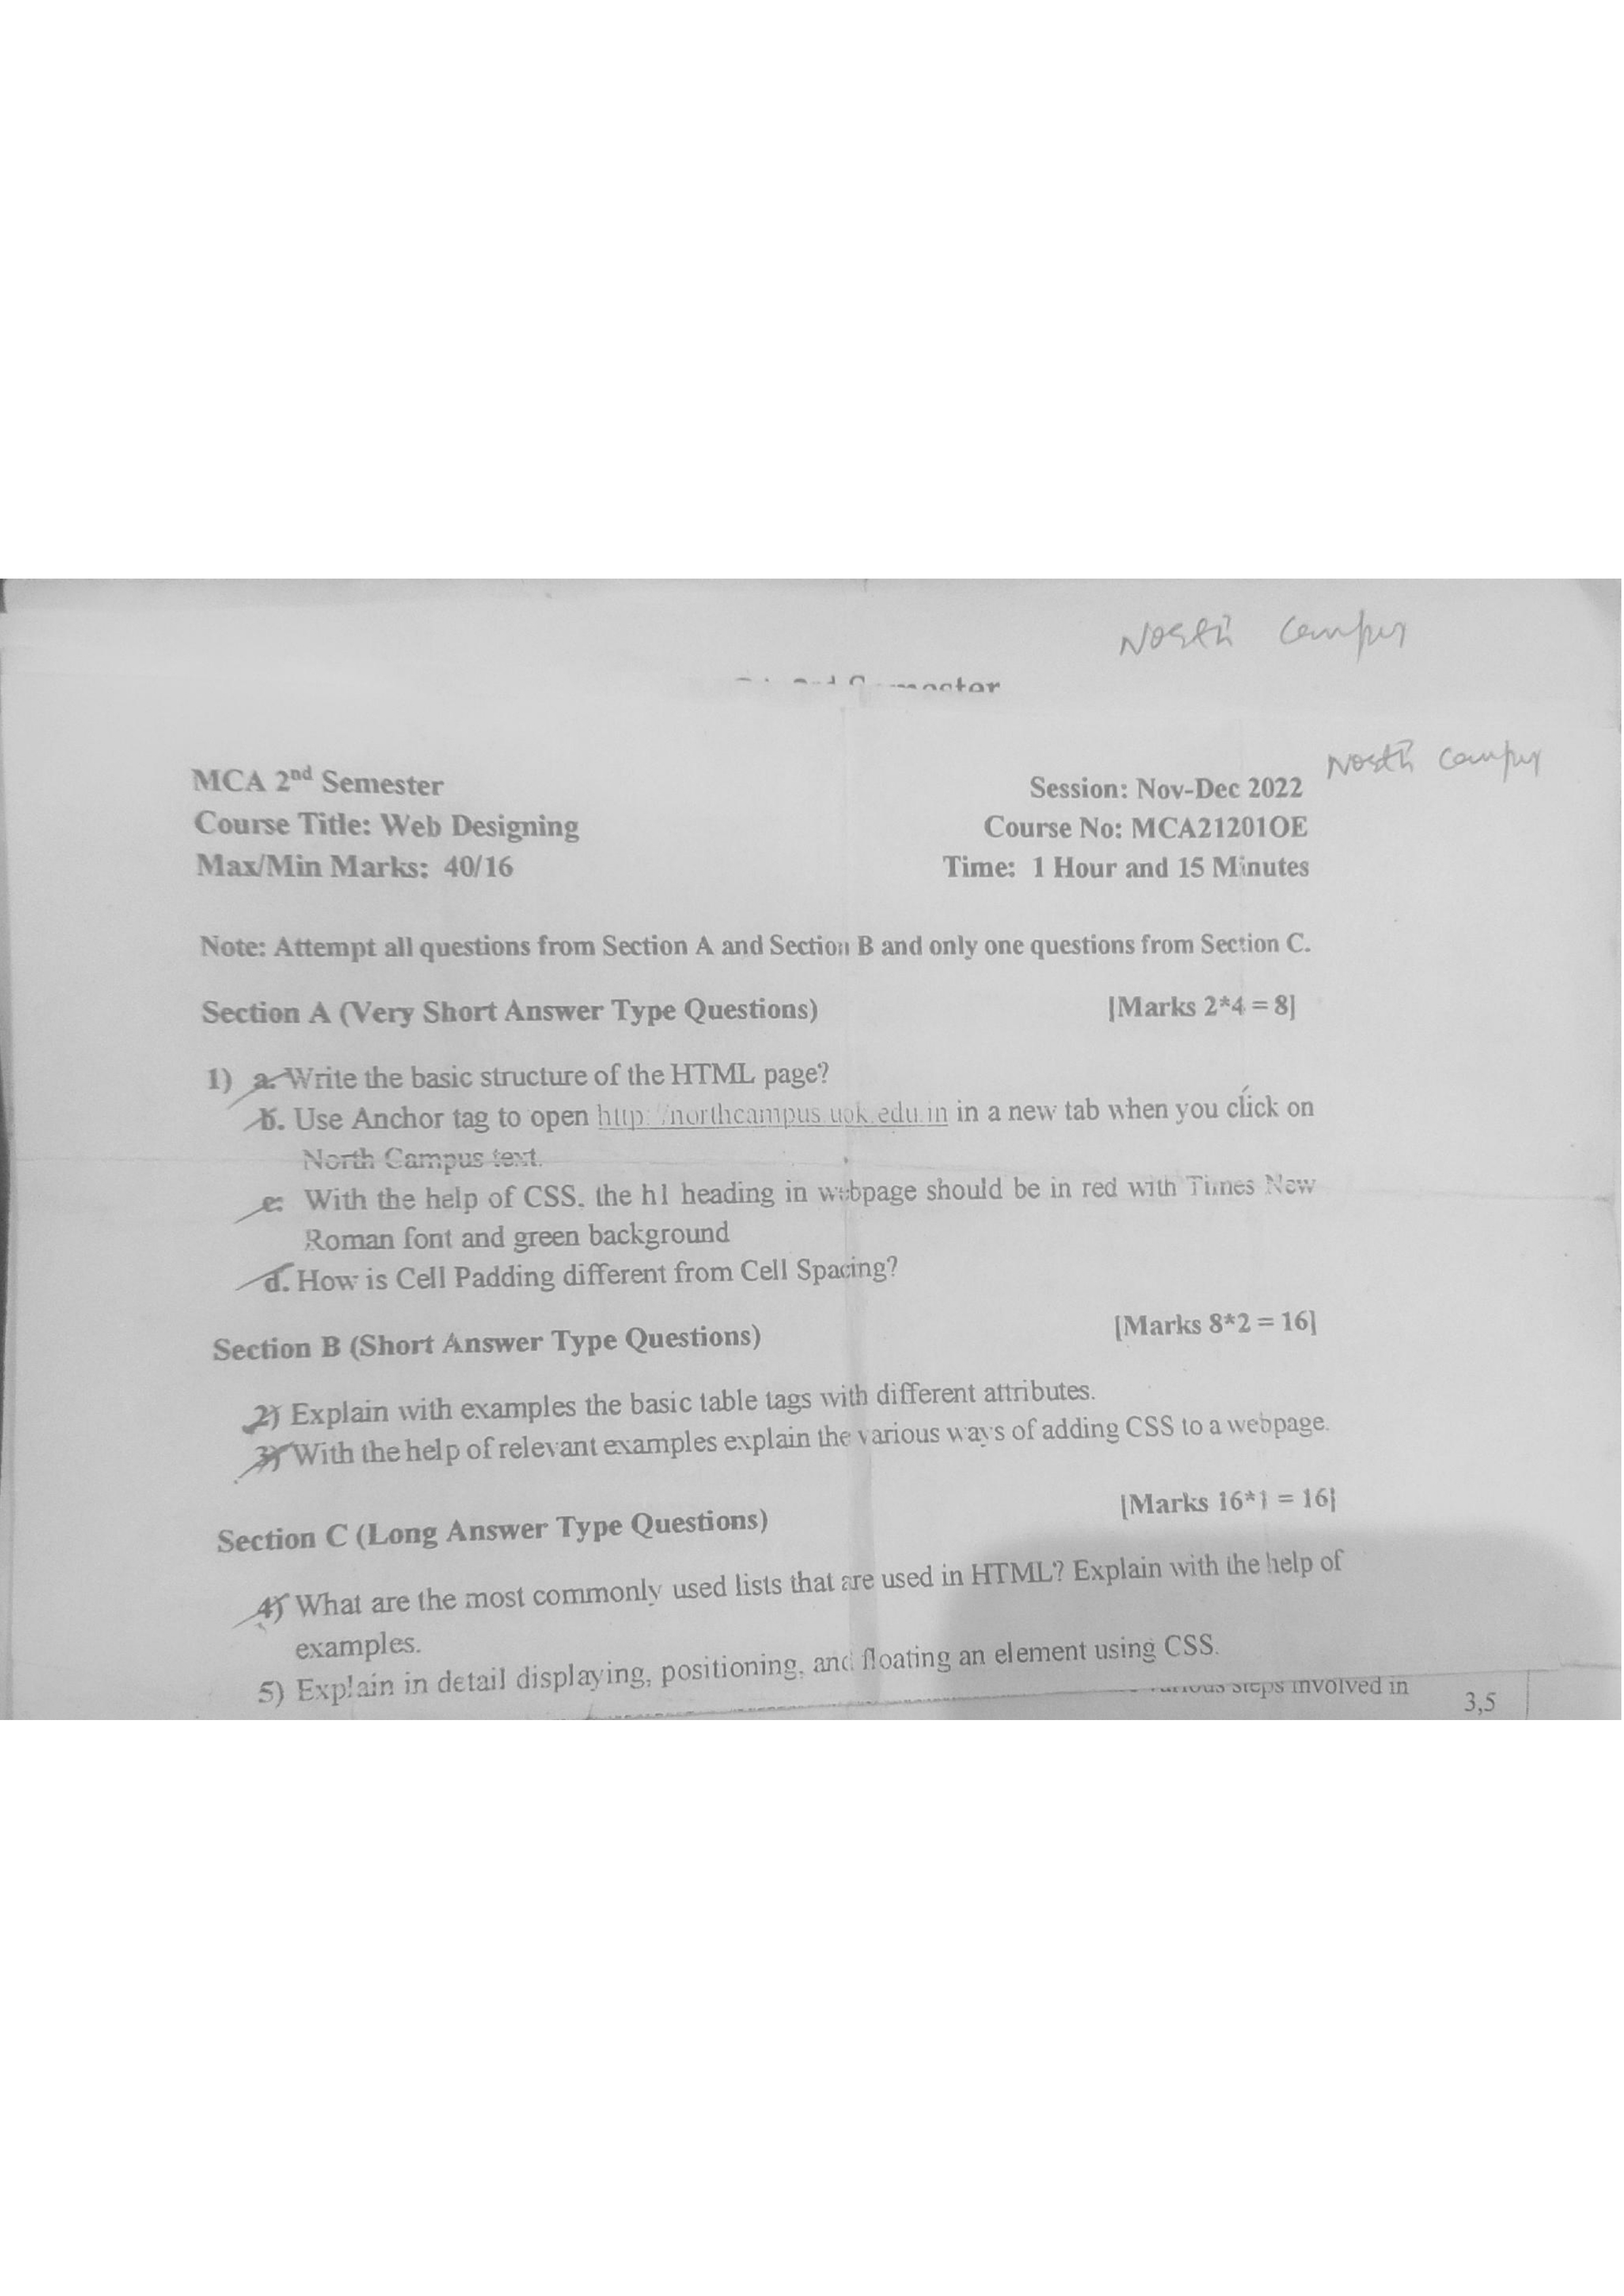 North Campus
North Campus
MCA 2nd Semester
Session: Nov-Dec 2022
Course Title: Web Designing
Course No: MCA21201OE
Max/Min Marks: 40/16
Time: 1 Hour and 15 Minutes
Note: Attempt all questions from Section A and Section B and only one questions from Section C.
Section A (Very Short Answer Type Questions) [Marks 2*4 = 8]
1) a. Write the basic structure of the HTML page?
b. Use Anchor tag to open http://northcampus.uok.edu.in in a new tab when you click on
North Campus text.
c. With the help of CSS, the h1 heading in webpage should be in red with Times New
Roman font and green background
d. How is Cell Padding different from Cell Spacing?
Section B (Short Answer Type Questions) [Marks 8*2 = 16]
2) Explain with examples the basic table tags with different attributes.
3) With the help of relevant examples explain the various ways of adding CSS to a webpage.
Section C (Long Answer Type Questions) [Marks 16*1 = 16]
4) What are the most commonly used lists that are used in HTML? Explain with the help of
examples.
5) Explain in detail displaying, positioning, and floating an element using CSS.
steps involved in
3,5